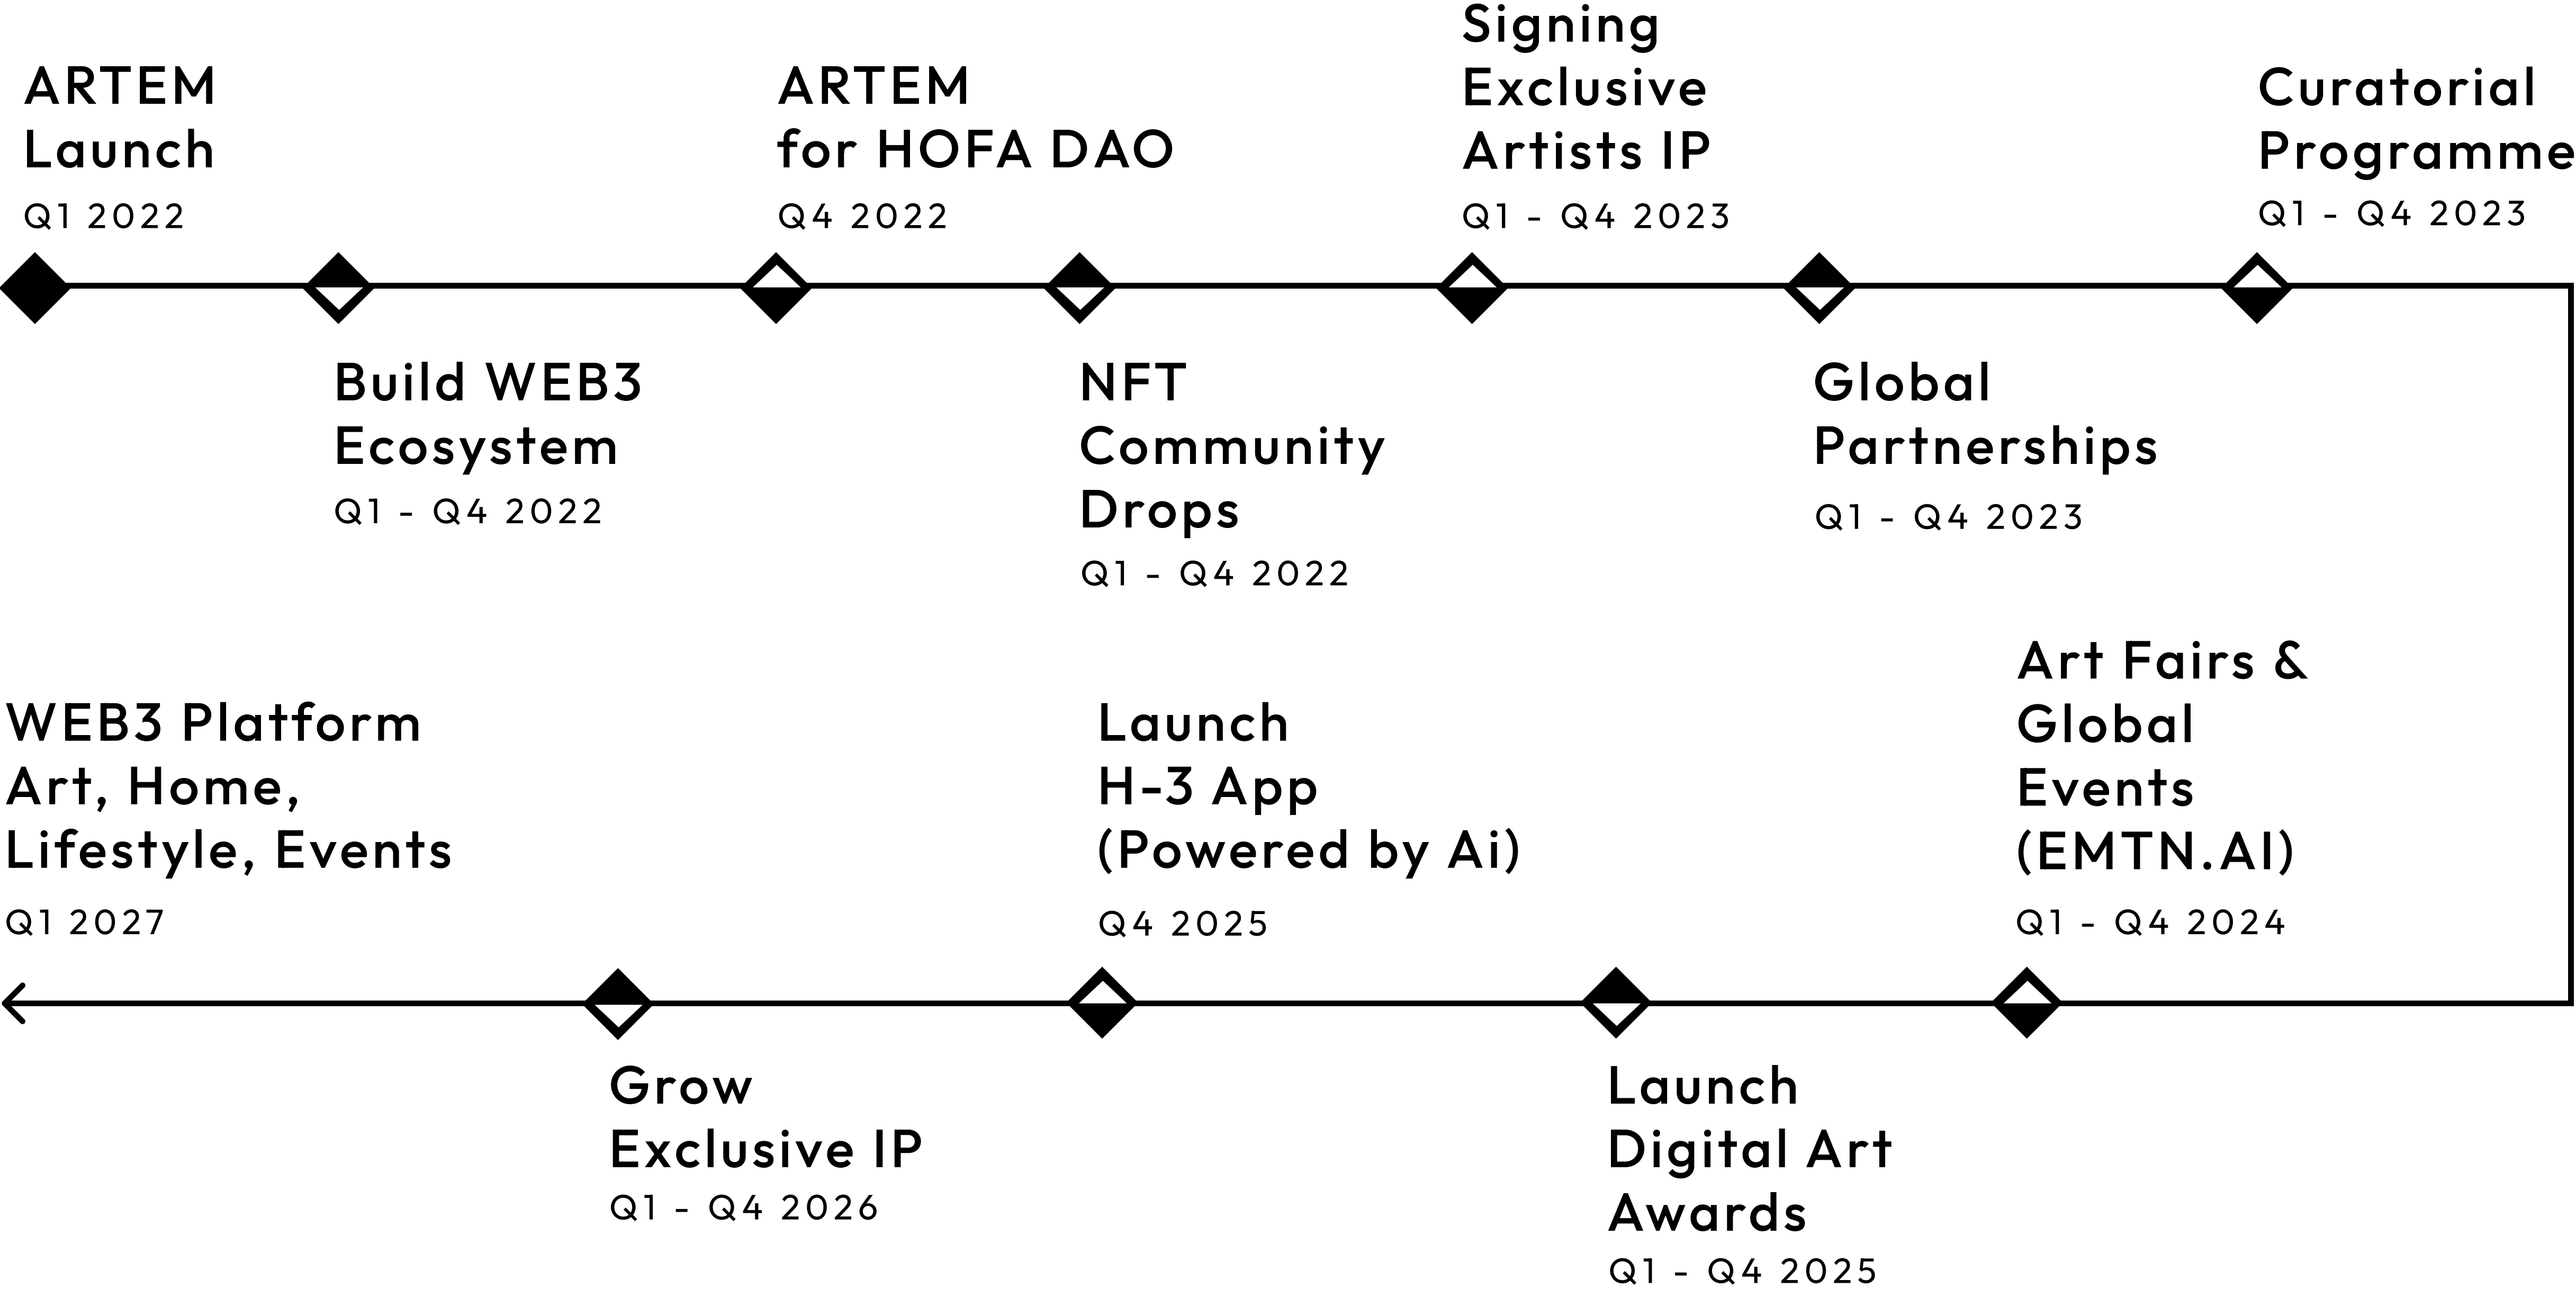 ARTEM
Launch
Q1 2022
Build WEB3
Ecosystem
Q1 - Q4 2022
ARTEM
for HOFA DAO
Q4 2022
NFT
Community
Drops
Q1 - Q4 2022
Signing
Exclusive
Artists IP
Q1 - Q4 2023
Global
Partnerships
Q1 - Q4 2023
Curatorial
Programme
Q1 - Q4 2023
Art Fairs &
Global
Events
(EMTN.AI)
Q1 - Q4 2024
Launch
Digital Art
Awards
Q1 - Q4 2025
Launch
H-3 App
(Powered by Ai)
Q4 2025
Grow
Exclusive IP
Q1 - Q4 2026
WEB3 Platform
Art, Home,
Lifestyle, Events
Q1 2027